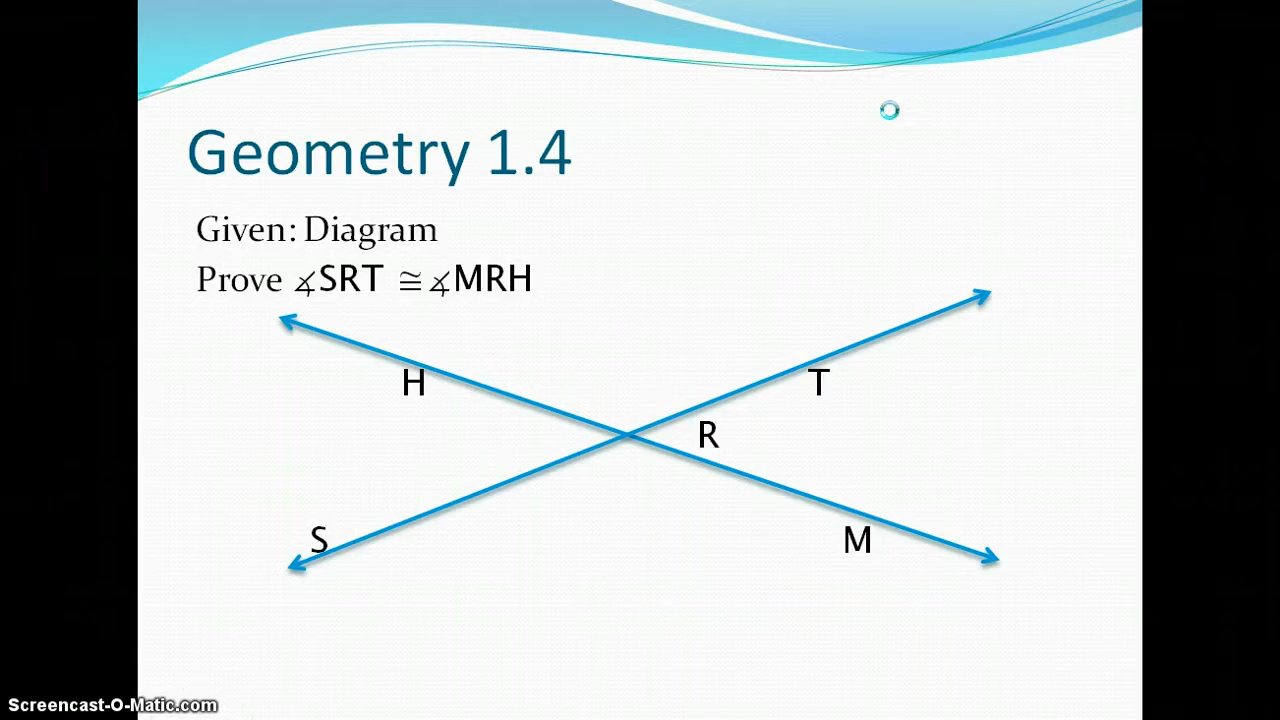 Geometry 1.4
Given: Diagram
Prove ∡SRT ≅ ∡MRH
H
T
R
S
M
Screencast-O-Matic.com